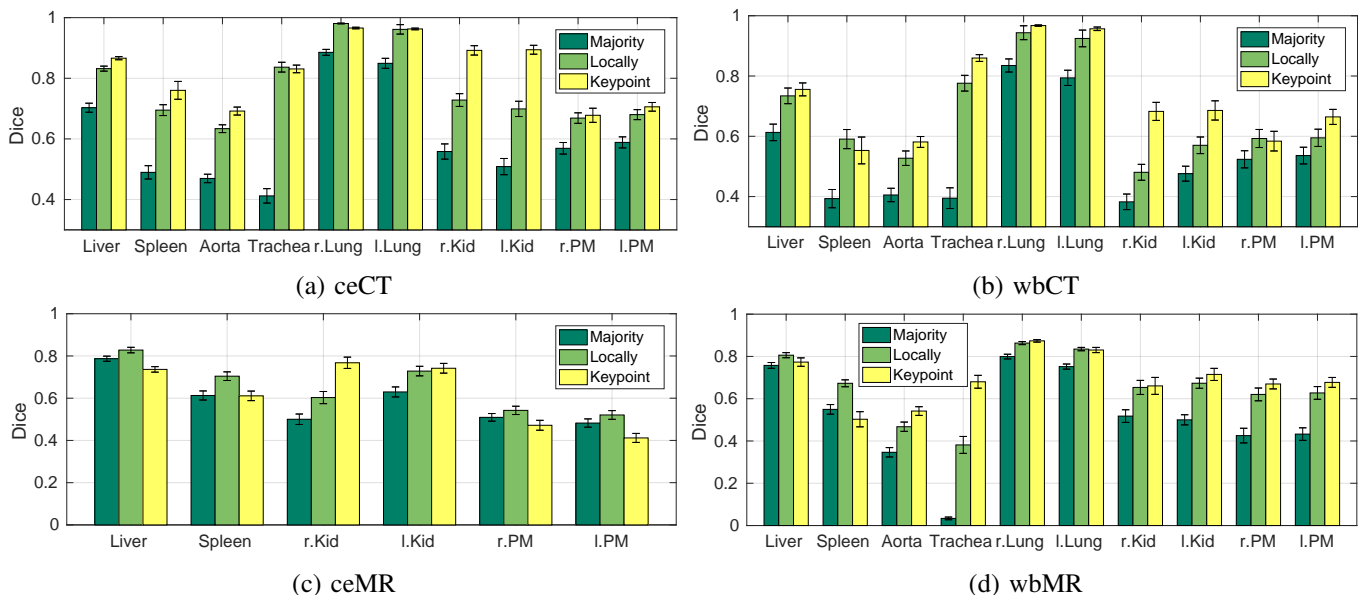 1
0.8
0.6
0.4
Dice
Majority
Locally
Keypoint
Liver Spleen Aorta Trachea r.Lung l.Lung r.Kid l.Kid r.PM l.PM
(a) ceCT
1
0.8
0.6
0.4
Dice
Majority
Locally
Keypoint
Liver Spleen Aorta Trachea r.Lung l.Lung r.Kid l.Kid r.PM l.PM
(b) wbCT
1
0.8
0.6
0.4
0.2
0
Dice
Majority
Locally
Keypoint
Liver Spleen r.Kid l.Kid r.PM l.PM
(c) ceMR
1
0.8
0.6
0.4
0.2
0
Dice
Majority
Locally
Keypoint
Liver Spleen Aorta Trachea r.Lung l.Lung r.Kid l.Kid r.PM l.PM
(d) wbMR